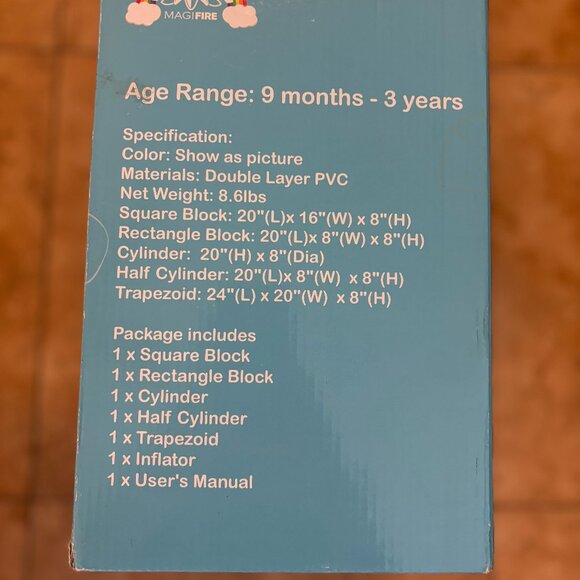 MAGIFIRE
Age Range: 9 months - 3 years
Specification:
Color: Show as picture
Materials: Double Layer PVC
Net Weight: 8.6lbs
Square Block: 20"(L)x 16"(W) x 8"(H)
Rectangle Block: 20"(L)x 8"(W) x 8"(H)
Cylinder: 20"(H) x 8"(Dia)
Half Cylinder: 20"(L)x 8"(W) x 8"(H)
Trapezoid: 24"(L) x 20"(W) x 8"(H)
Package includes
1 x Square Block
1 x Rectangle Block
1 x Cylinder
1 x Half Cylinder
1 x Trapezoid
1 x Inflator
1 x User's Manual